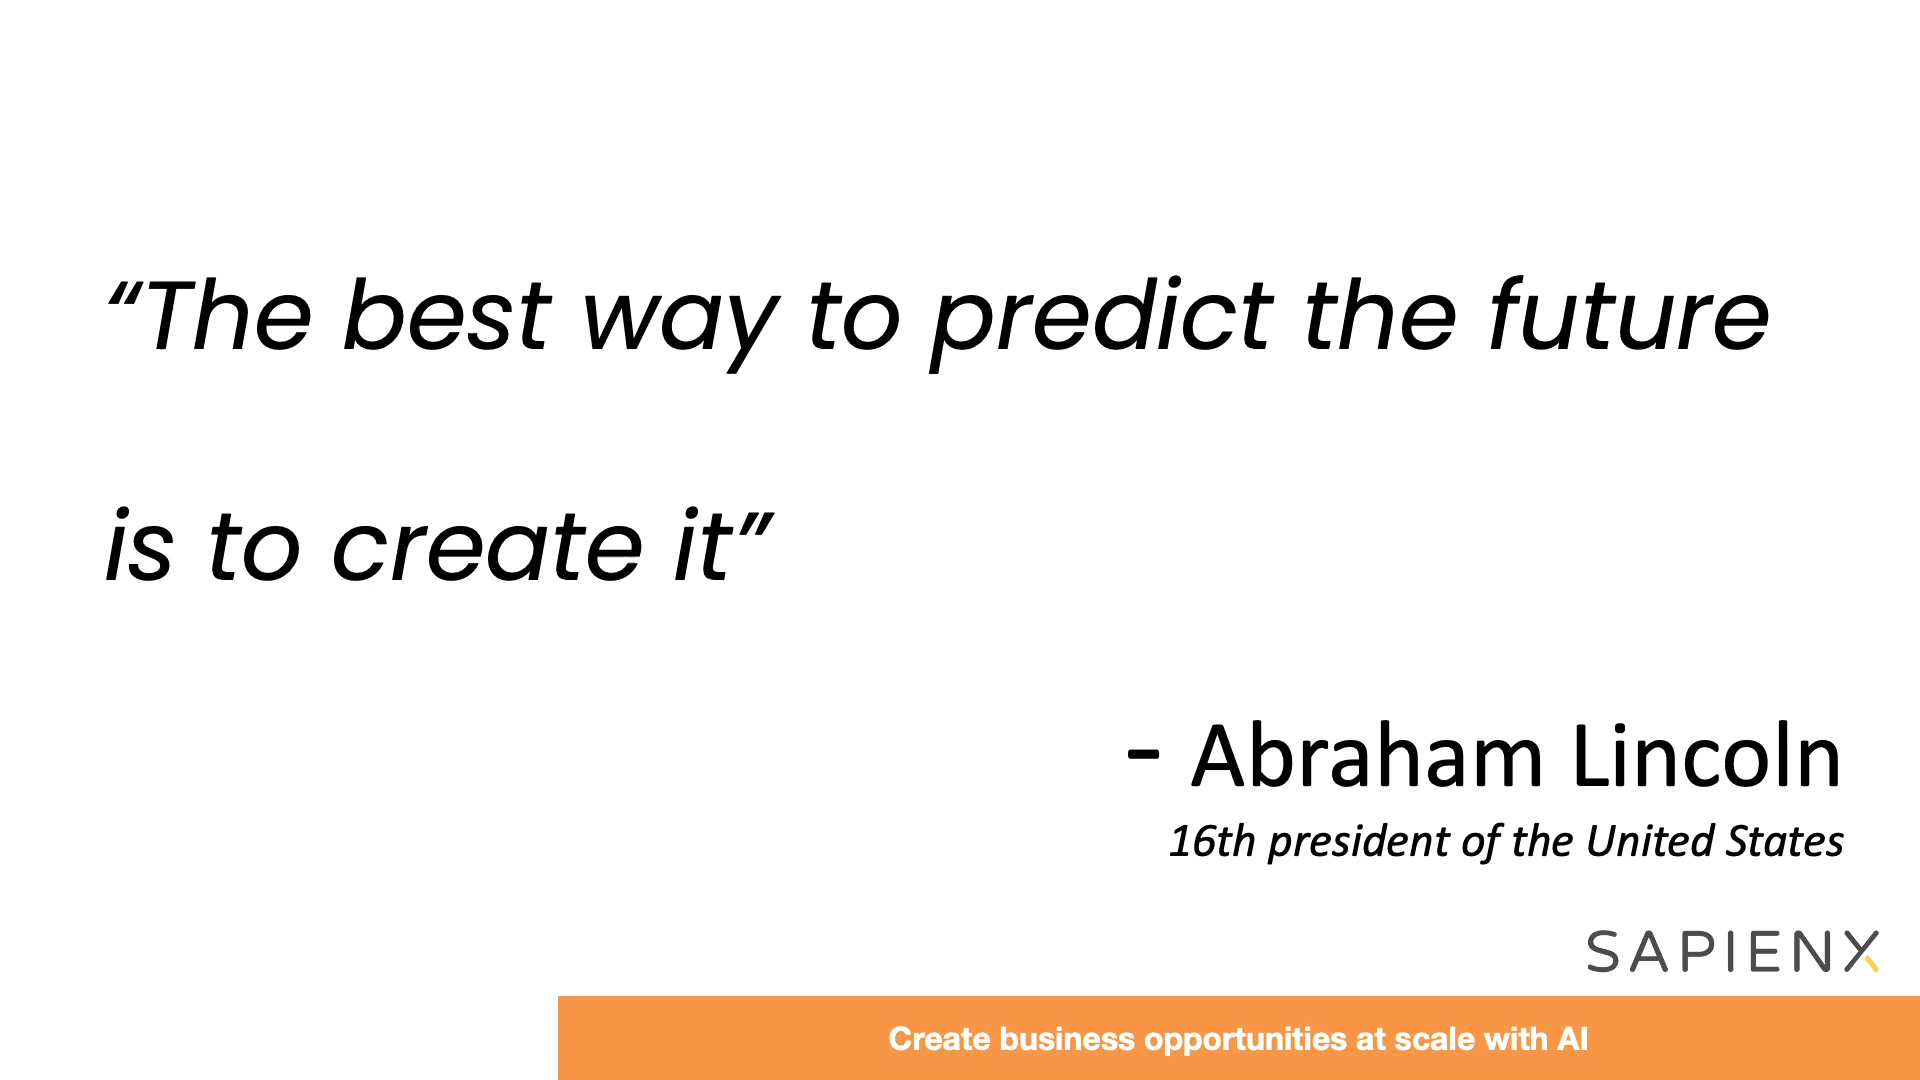 “The best way to predict the future
is to create it”
- Abraham Lincoln
16th president of the United States
SAPIENX
Create business opportunities at scale with AI